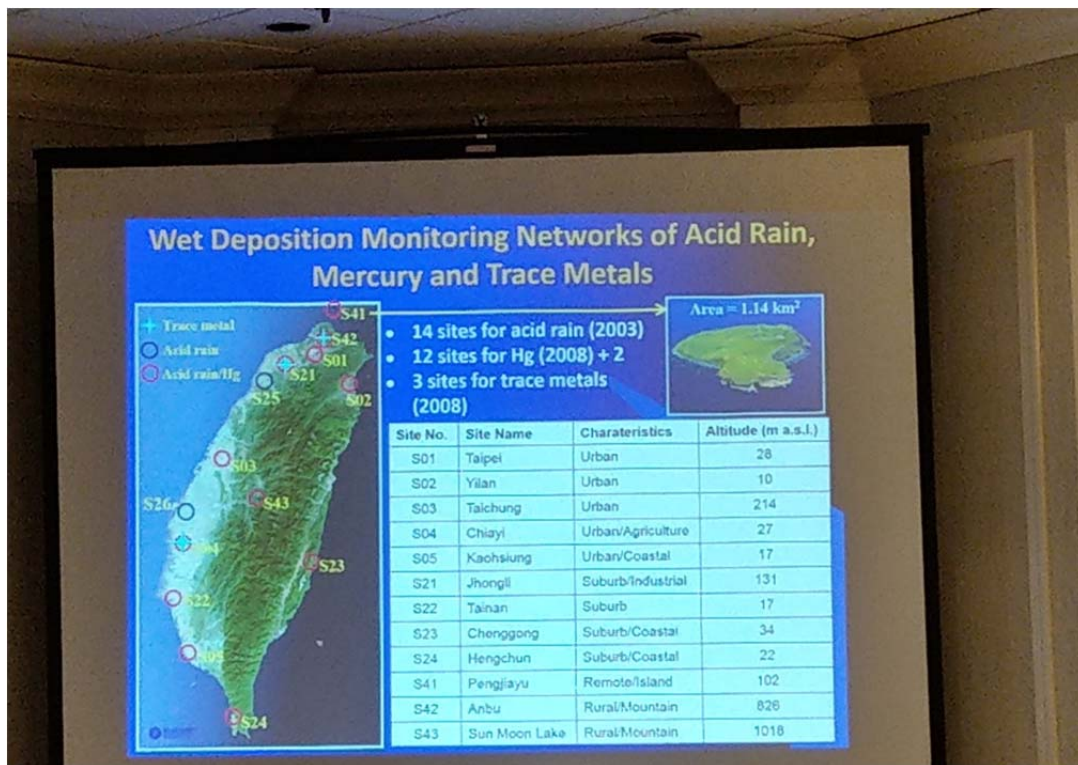 Wet Deposition Monitoring Networks of Acid Rain,
Mercury and Trace Metals
Trace metal
Acid rain
Acid rain/Hg
S41
S42
S01
S21
S25
S02
S03
S26
S43
S04
S23
S22
S05
S24
• 14 sites for acid rain (2003)
• 12 sites for Hg (2008) + 2
• 3 sites for trace metals
(2008)
Area = 1.14 km²
Site No. Site Name Charateristics Altitude (m a.s.l.)
S01 Taipei Urban 28
S02 Yilan Urban 10
S03 Taichung Urban 214
S04 Chiayi Urban/Agriculture 27
S05 Kaohsiung Urban/Coastal 17
S21 Jhongli Suburb/Industrial 131
S22 Tainan Suburb 17
S23 Chenggong Suburb/Coastal 34
S24 Hengchun Suburb/Coastal 22
S41 Pengjiayu Remote/Island 102
S42 Anbu Rural/Mountain 826
S43 Sun Moon Lake Rural/Mountain 1018